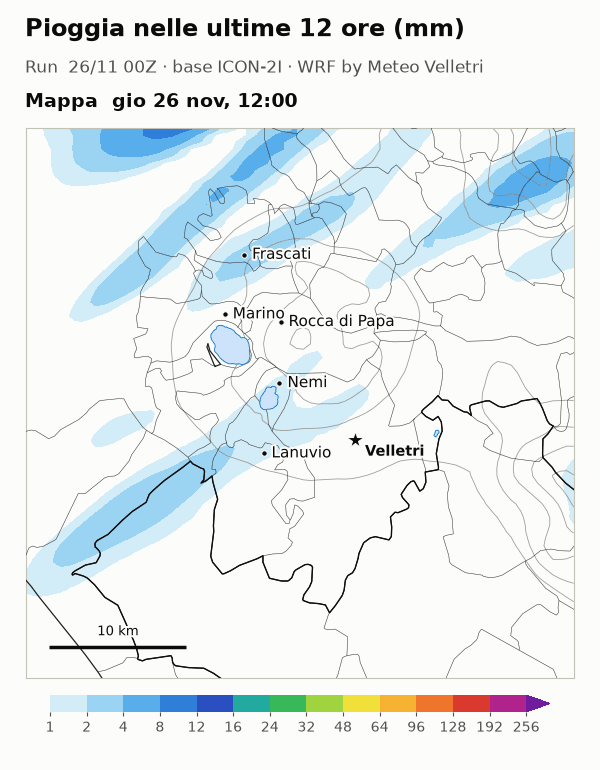 Pioggia nelle ultime 12 ore (mm)
Run  26/11 00Z · base ICON-2I · WRF by Meteo Velletri
Mappa  gio 26 nov, 12:00
Frascati
Marino
Rocca di Papa
Nemi
Velletri
Lanuvio
10 km
1 2 4 8 12 16 24 32 48 64 96 128 192 256